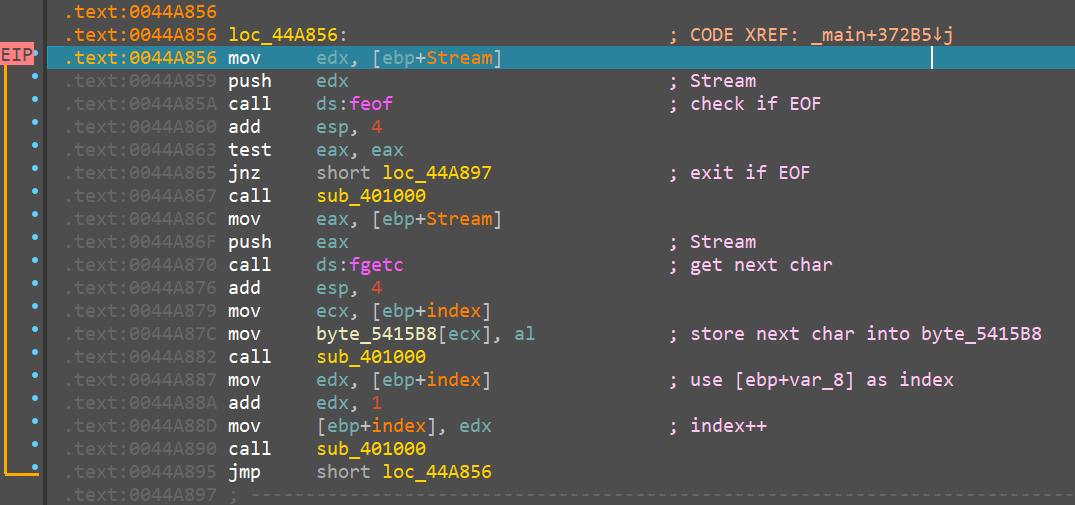 .text:0044A856
.text:0044A856 loc_44A856: ; CODE XREF: _main+372B5↓j
EIP .text:0044A856 mov edx, [ebp+Stream]
.text:0044A859 push edx ; Stream
.text:0044A85A call ds:feof ; check if EOF
.text:0044A860 add esp, 4
.text:0044A863 test eax, eax
.text:0044A865 jnz short loc_44A897 ; exit if EOF
.text:0044A867 call sub_401000
.text:0044A86C mov eax, [ebp+Stream]
.text:0044A86F push eax ; Stream
.text:0044A870 call ds:fgetc ; get next char
.text:0044A876 add esp, 4
.text:0044A879 mov ecx, [ebp+index]
.text:0044A87C mov byte_5415B8[ecx], al ; store next char into byte_5415B8
.text:0044A882 call sub_401000
.text:0044A887 mov edx, [ebp+index] ; use [ebp+var_8] as index
.text:0044A88A add edx, 1
.text:0044A88D mov [ebp+index], edx ; index++
.text:0044A890 call sub_401000
.text:0044A895 jmp short loc_44A856
.text:0044A897 ; ---------------------------------------------------------------------------